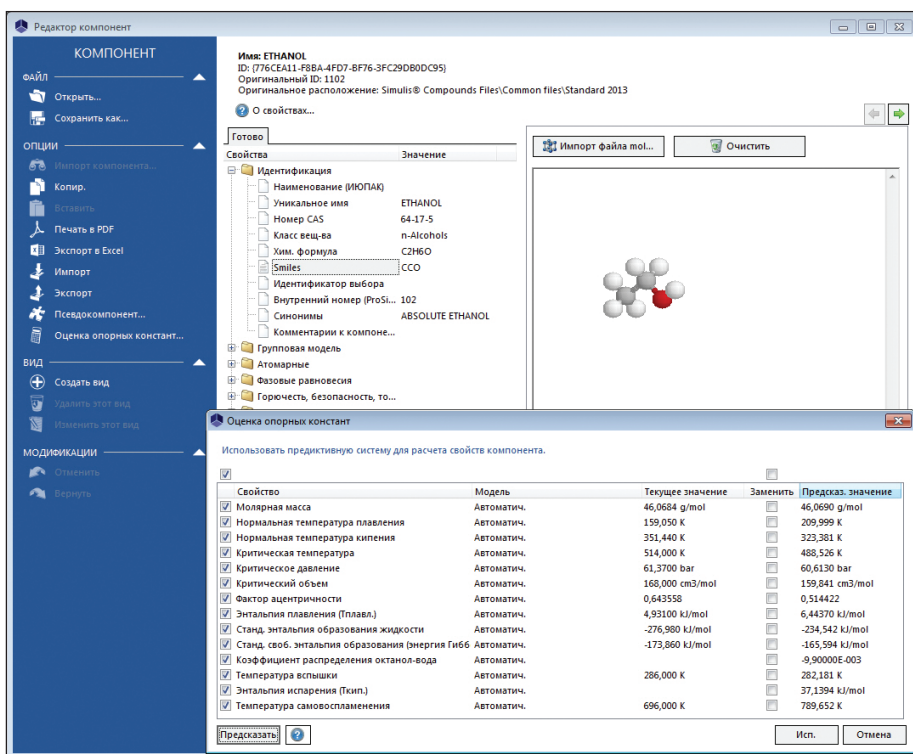 Редактор компонент
КОМПОНЕНТ
ФАЙЛ
Открыть...
Сохранить как...
ОПЦИИ
Импорт компонента...
Копир.
Вставить
Печать в PDF
Экспорт в Excel
Импорт
Экспорт
Псевдокомпонент...
Оценка опорных констант...
ВИД
Создать вид
Удалить этот вид
Изменить этот вид
МОДИФИКАЦИИ
Отменить
Вернуть
Имя: ETHANOL
ID: {776CEA11-F8BA-4FD7-BF76-3FC29DB0DC95}
Оригинальный ID: 1102
Оригинальное расположение: Simulis® Compounds Files\Common files\Standard 2013
О свойствах...
Готово
Свойства Значение
Идентификация
Наименование (ИЮПАК)
Уникальное имя ETHANOL
Номер CAS 64-17-5
Класс вещ-ва n-Alcohols
Хим. формула C2H6O
Smiles CCO
Идентификатор выбора
Внутренний номер (ProSi... 102
Синонимы ABSOLUTE ETHANOL
Комментарии к компоне...
Групповая модель
Атомарные
Фазовые равновесия
Горючесть, безопасность, то...
Импорт файла mol... Очистить
Оценка опорных констант
Использовать предиктивную систему для расчета свойств компонента.
Свойство Модель Текущее значение Заменить Предсказ. значение
Молярная масса Автоматич. 46,0684 g/mol 46,0690 g/mol
Нормальная температура плавления Автоматич. 159,050 K 209,999 K
Нормальная температура кипения Автоматич. 351,440 K 323,381 K
Критическая температура Автоматич. 514,000 K 488,526 K
Критическое давление Автоматич. 61,3700 bar 60,6130 bar
Критический объем Автоматич. 168,000 cm3/mol 159,841 cm3/mol
Фактор ацентричности Автоматич. 0,643558 0,514422
Энтальпия плавления (Тплавл.) Автоматич. 4,93100 kJ/mol 6,44370 kJ/mol
Станд. энтальпия образования жидкости Автоматич. -276,980 kJ/mol -234,542 kJ/mol
Станд. своб. энтальпия образования (энергия Гибб Автоматич. -173,860 kJ/mol -165,594 kJ/mol
Коэффициент распределения октанол-вода Автоматич. -9,90000E-003
Температура вспышки Автоматич. 286,000 K 282,181 K
Энтальпия испарения (Ткип.) Автоматич. 37,1394 kJ/mol
Температура самовоспламенения Автоматич. 696,000 K 789,652 K
Предсказать Исп. Отмена